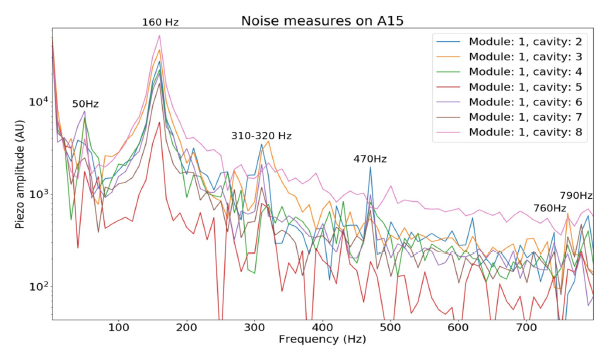 Noise measures on A15
160 Hz
50Hz
310-320 Hz
470Hz
760Hz
790Hz
Module: 1, cavity: 2
Module: 1, cavity: 3
Module: 1, cavity: 4
Module: 1, cavity: 5
Module: 1, cavity: 6
Module: 1, cavity: 7
Module: 1, cavity: 8
Piezo amplitude (AU)
10⁴
10³
10²
100 200 300 400 500 600 700
Frequency (Hz)